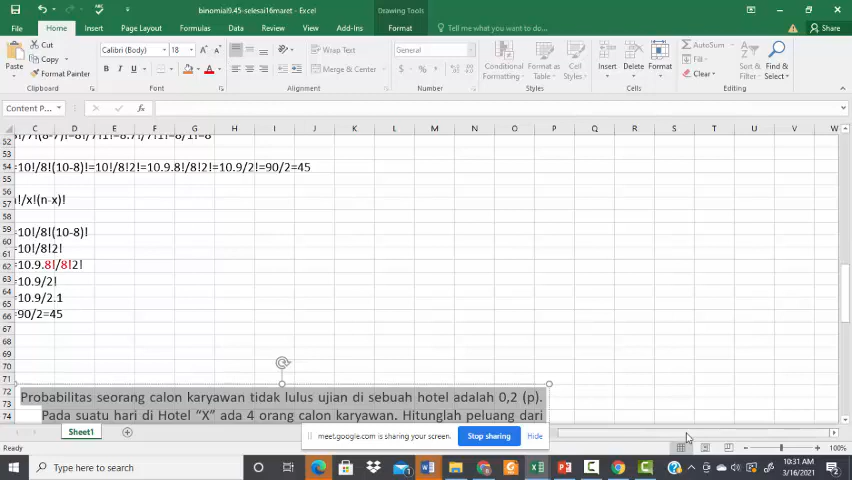 binomial9.45-selesai16maret - Excel
Drawing Tools
File
Home
Insert
Page Layout
Formulas
Data
Review
View
Add-Ins
Format
Tell me what you want to do
Share
Paste
Cut
Copy
Format Painter
Clipboard
Calibri (Body)
18
Font
Wrap Text
Merge & Center
Alignment
General
Number
Conditional Formatting
Format as Table
Cell Styles
Styles
Insert
Delete
Format
Cells
AutoSum
Fill
Clear
Sort & Filter
Find & Select
Editing
Content P...
fx
C D E F G H I J K L M N O P Q R S T U V W
52
53
54 =10!/8!(10-8)!=10!/8!2!=10.9.8!/8!2!=10.9/2!=90/2=45
55
56 !/x!(n-x)!
57
58
59 =10!/8!(10-8)!
60
61 =10!/8!2!
62 =10.9.8!/8!2!
63 =10.9/2!
64
65 =10.9/2.1
66 =90/2=45
67
68
69
70
71
72 Probabilitas seorang calon karyawan tidak lulus ujian di sebuah hotel adalah 0,2 (p).
73
74 Pada suatu hari di Hotel “X” ada 4 orang calon karyawan. Hitunglah peluang dari
Sheet1
meet.google.com is sharing your screen.
Stop sharing
Hide
Ready
100%
Type here to search
10:31 AM
3/16/2021